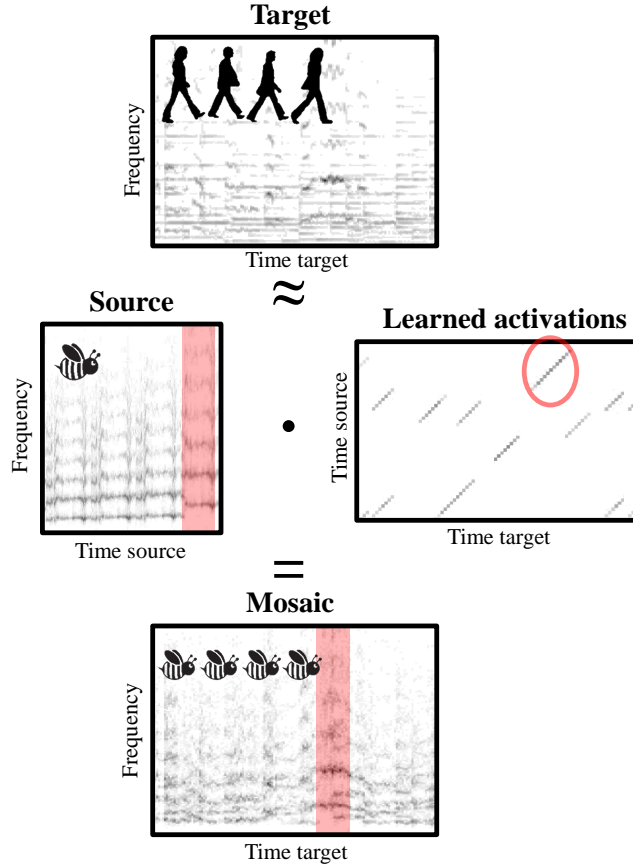 Target
Frequency
Time target
≈
Source
Learned activations
Frequency
Time source
·
Time source
Time target
=
Mosaic
Frequency
Time target